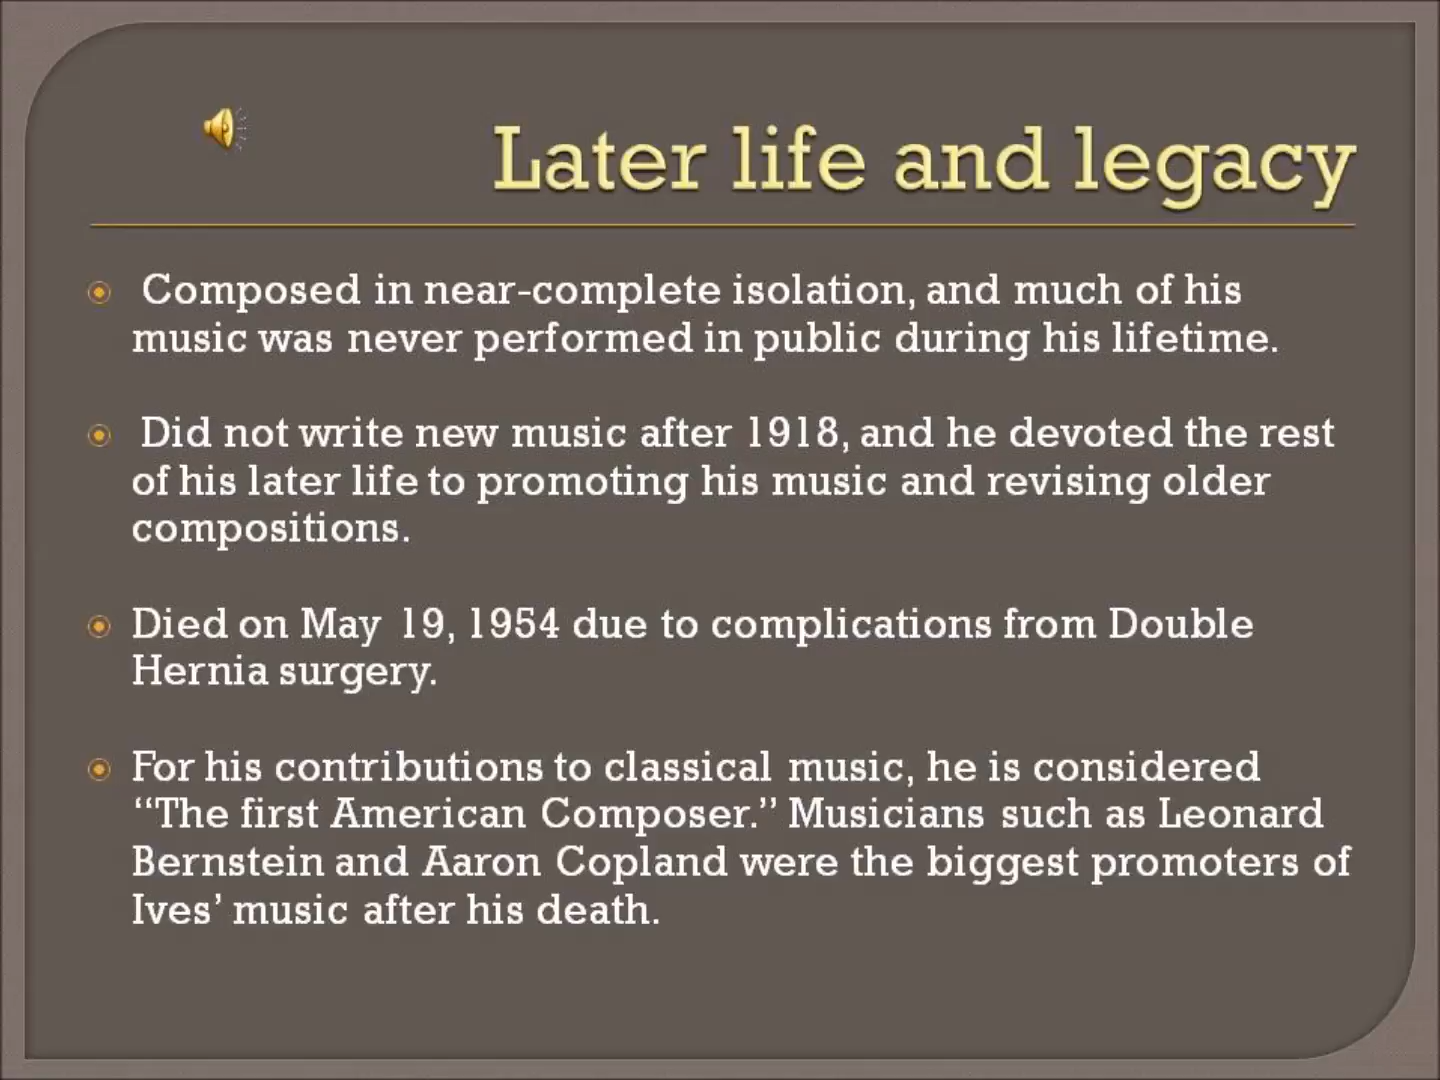 Later life and legacy
Composed in near-complete isolation, and much of his
music was never performed in public during his lifetime.
Did not write new music after 1918, and he devoted the rest
of his later life to promoting his music and revising older
compositions.
Died on May 19, 1954 due to complications from Double
Hernia surgery.
For his contributions to classical music, he is considered
“The first American Composer.” Musicians such as Leonard
Bernstein and Aaron Copland were the biggest promoters of
Ives’ music after his death.